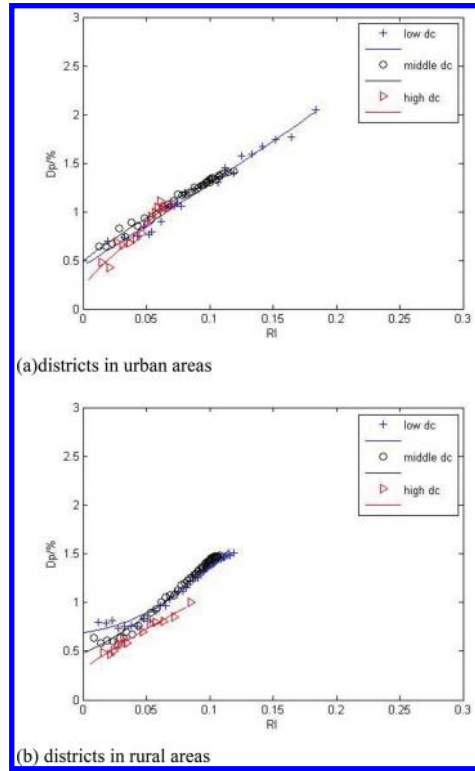 3
2.5
2
1.5
1
0.5
0
Dp/%
0
0.05
0.1
0.15
0.2
0.25
0.3
RI
low dc
middle dc
high dc
(a)districts in urban areas
3
2.5
2
1.5
1
0.5
0
Dp/%
0
0.05
0.1
0.15
0.2
0.25
0.3
RI
low dc
middle dc
high dc
(b) districts in rural areas